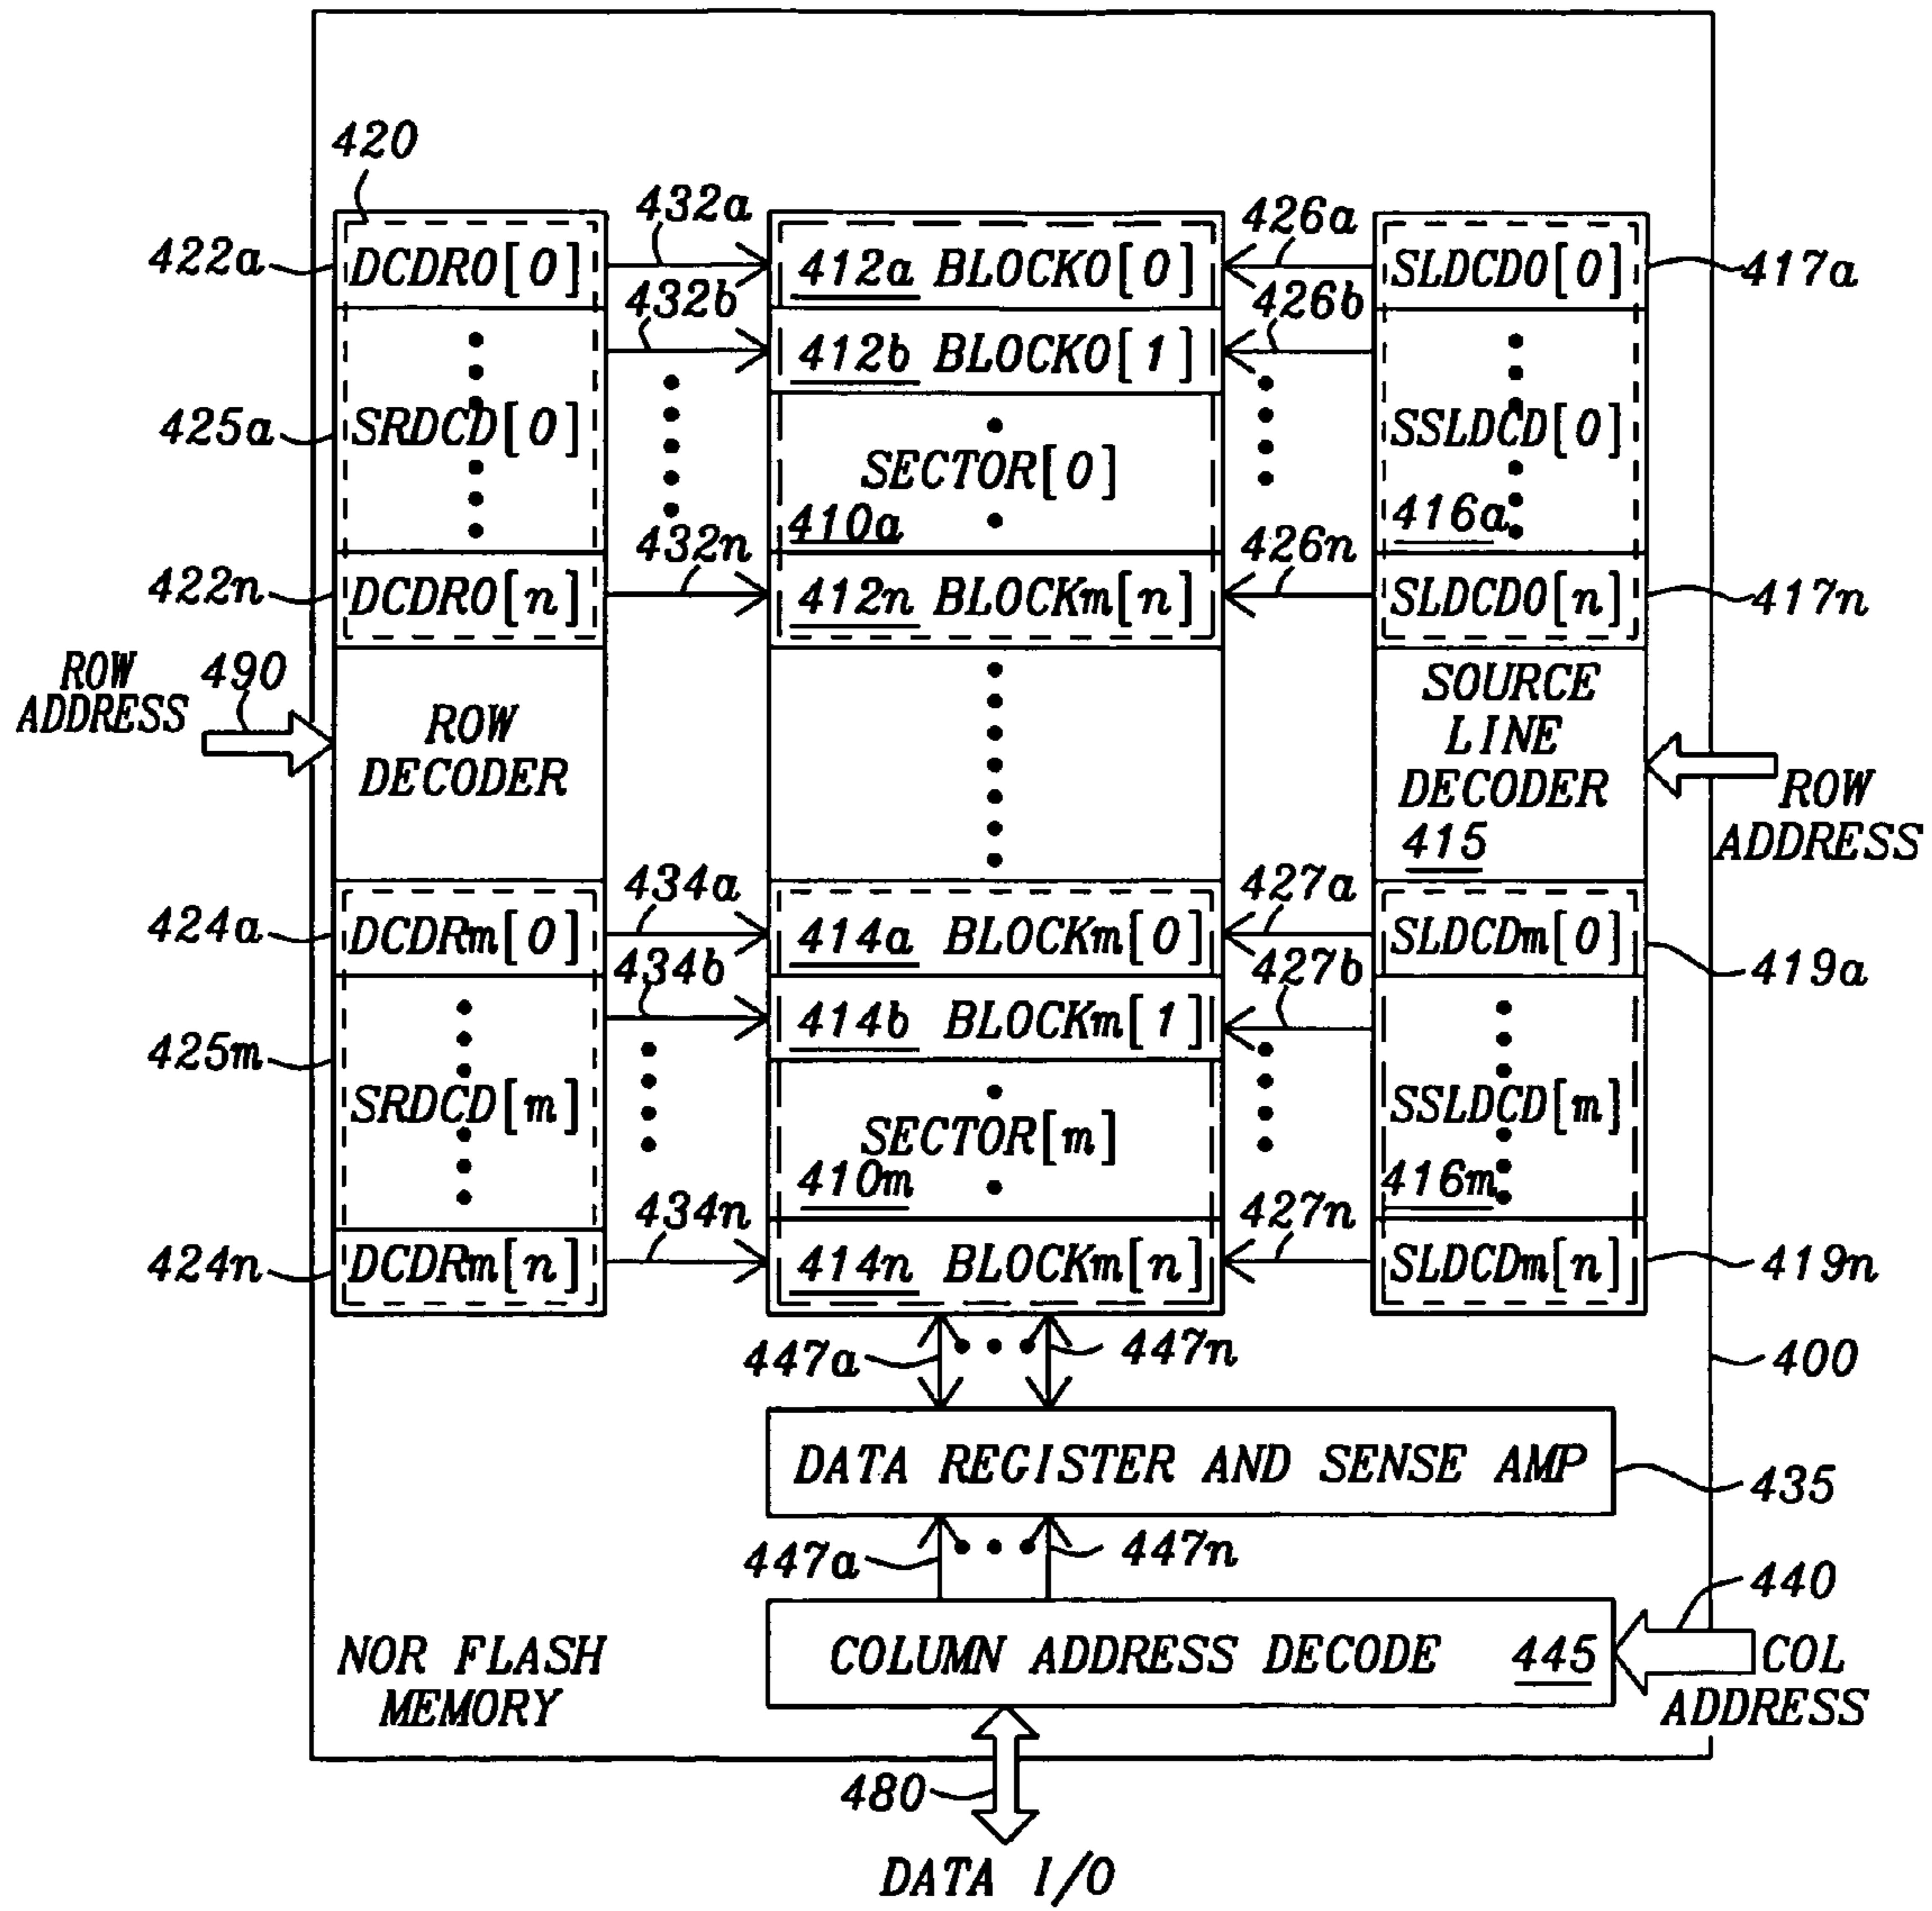 420
432a
426a
422a
DCDR0[0]
412a BLOCK0[0]
SLDCD0[0]
417a
432b
426b
412b BLOCK0[1]
425a
SRDCD[0]
SECTOR[0]
410a
SSLDCD[0]
416a
432n
426n
422n
DCDR0[n]
412n BLOCKm[n]
SLDCD0[n]
417n
ROW
ADDRESS
490
ROW
DECODER
SOURCE
LINE
DECODER
415
ROW
ADDRESS
434a
427a
424a
DCDRm[0]
414a BLOCKm[0]
SLDCDm[0]
419a
434b
427b
414b BLOCKm[1]
425m
SRDCD[m]
SECTOR[m]
410m
SSLDCD[m]
416m
434n
427n
424n
DCDRm[n]
414n BLOCKm[n]
SLDCDm[n]
419n
447a
447n
400
DATA REGISTER AND SENSE AMP
435
447a
447n
440
NOR FLASH
MEMORY
COLUMN ADDRESS DECODE 445
COL
ADDRESS
480
DATA I/O